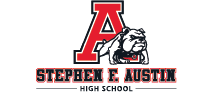 A
STEPHEN F. AUSTIN
HIGH SCHOOL